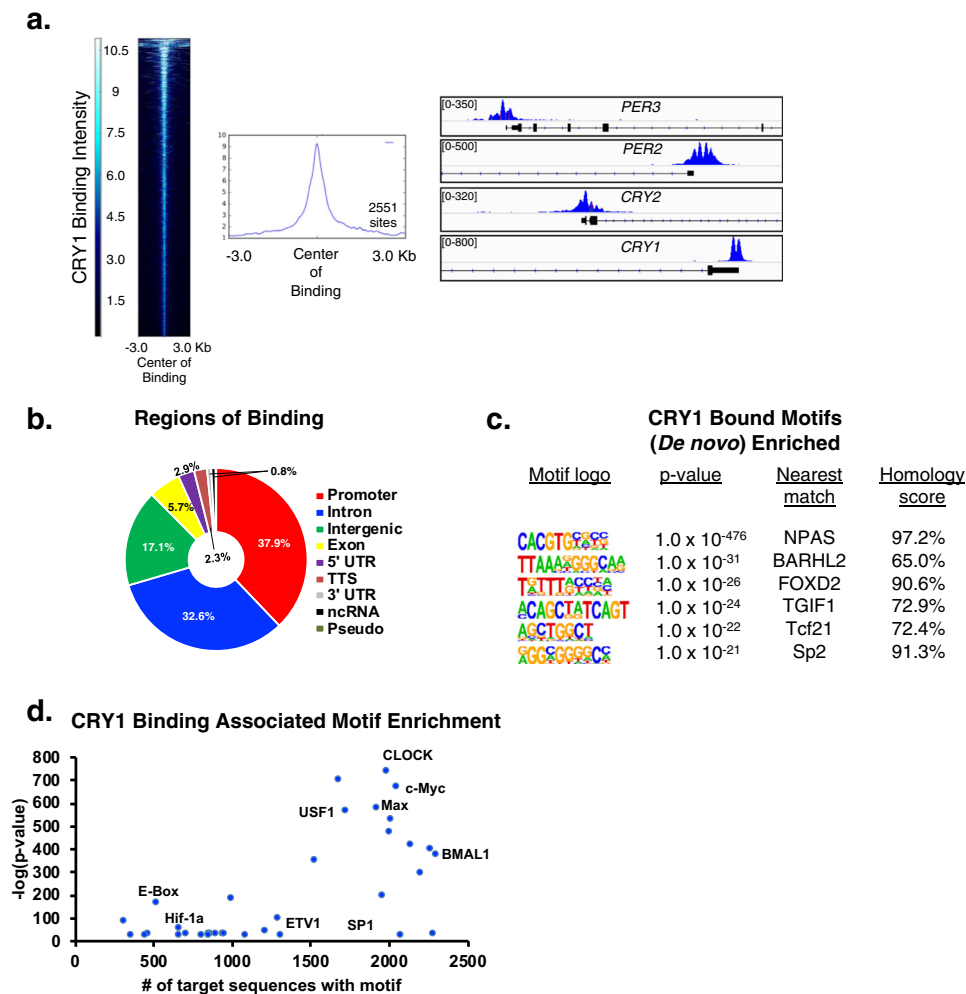 a.
CRY1 Binding Intensity
10.5
9
7.5
6.0
4.5
3.0
1.5
-3.0 3.0 Kb
Center of
Binding
10
9
8
7
6
5
4
3
2
1
2551
sites
-3.0 Center 3.0 Kb
of
Binding
[0-350] PER3
[0-500] PER2
[0-320] CRY2
[0-800] CRY1
b.
Regions of Binding
2.9%
0.8%
5.7%
17.1%
37.9%
2.3%
32.6%
Promoter
Intron
Intergenic
Exon
5' UTR
TTS
3' UTR
ncRNA
Pseudo
c.
CRY1 Bound Motifs
(De novo) Enriched
Motif logo p-value Nearest match Homology score
CACGTG 1.0 x 10-476 NPAS 97.2%
TTAAAGGGCAA 1.0 x 10-31 BARHL2 65.0%
1.0 x 10-26 FOXD2 90.6%
ACAGCTATCAGT 1.0 x 10-24 TGIF1 72.9%
AGCTGGCT 1.0 x 10-22 Tcf21 72.4%
1.0 x 10-21 Sp2 91.3%
d. CRY1 Binding Associated Motif Enrichment
-log(p-value)
800
700
600
500
400
300
200
100
0
CLOCK
c-Myc
Max
USF1
BMAL1
E-Box
Hif-1a
ETV1
SP1
0 500 1000 1500 2000 2500
# of target sequences with motif